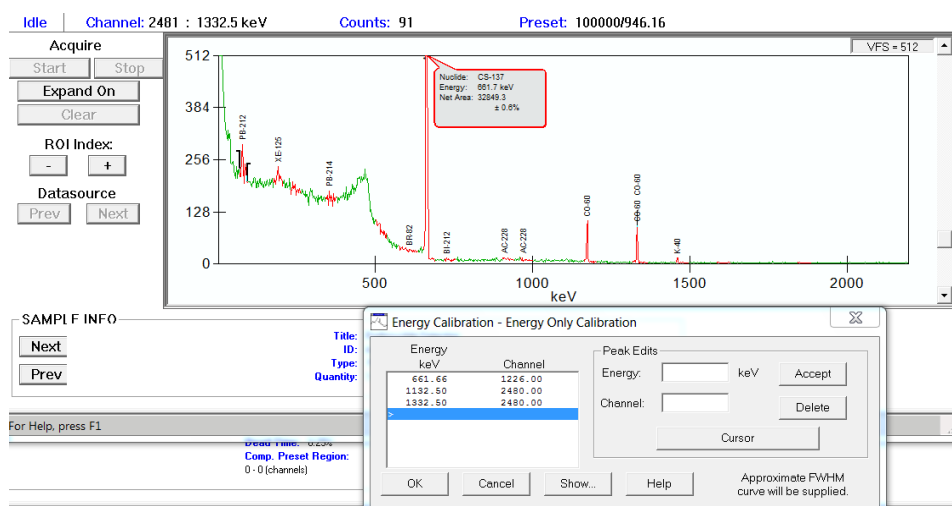 Idle Channel: 2481 : 1332.5 keV Counts: 91 Preset: 100000/946.16
Acquire
Start Stop
Expand On
Clear
ROI Index:
- +
Datasource
Prev Next
VFS = 512
512
384
256
128
0
PB-212
XE-125
PB-214
BR-82
Nuclide: CS-137
Energy: 661.7 keV
Net Area: 32849.3
± 0.6%
BI-212
AC-228
AC-228
CO-60
CO-60 CO-60
K-40
500 1000 1500 2000
keV
SAMPLE INFO
Next
Prev
Title:
ID:
Type:
Quantity:
For Help, press F1
Dead Time: 6.25%
Comp. Preset Region:
0 - 0 (channels)
Energy Calibration - Energy Only Calibration
Energy
keV Channel
661.66 1226.00
1132.50 2480.00
1332.50 2480.00
>
Peak Edits
Energy: keV Accept
Channel: Delete
Cursor
OK Cancel Show... Help
Approximate FWHM
curve will be supplied.